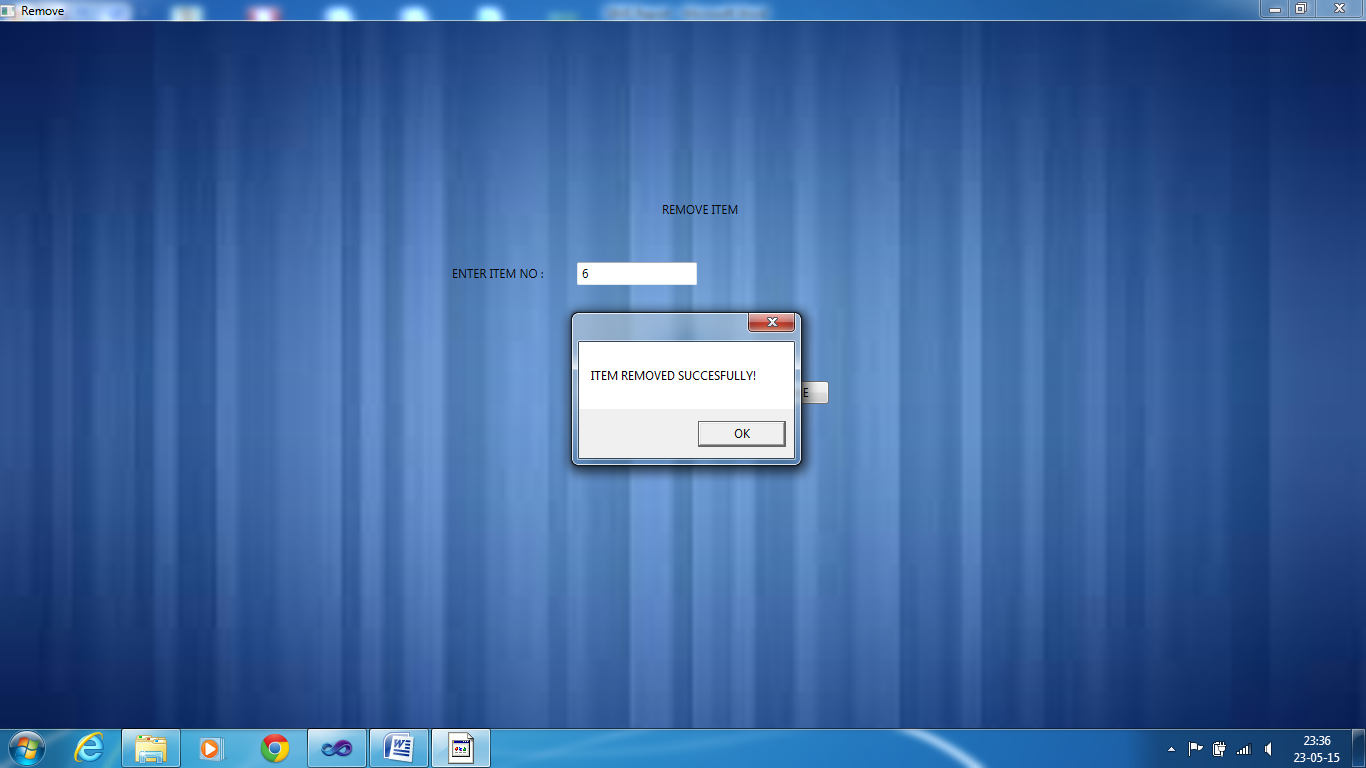 Remove
REMOVE ITEM
ENTER ITEM NO :
6
ITEM REMOVED SUCCESFULLY!
E
OK
23:36
23-05-15